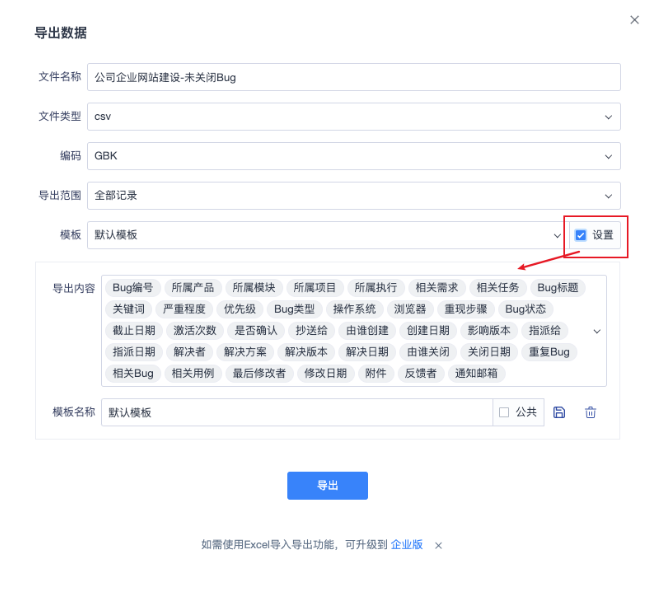 导出数据
文件名称 公司企业网站建设-未关闭Bug
文件类型 csv
编码 GBK
导出范围 全部记录
模板 默认模板 设置
导出内容 Bug编号 所属产品 所属模块 所属项目 所属执行 相关需求 相关任务 Bug标题
关键词 严重程度 优先级 Bug类型 操作系统 浏览器 重现步骤 Bug状态
截止日期 激活次数 是否确认 抄送给 由谁创建 创建日期 影响版本 指派给
指派日期 解决者 解决方案 解决版本 解决日期 由谁关闭 关闭日期 重复Bug
相关Bug 相关用例 最后修改者 修改日期 附件 反馈者 通知邮箱
模板名称 默认模板 公共
导出
如需使用Excel导入导出功能，可升级到 企业版 ×